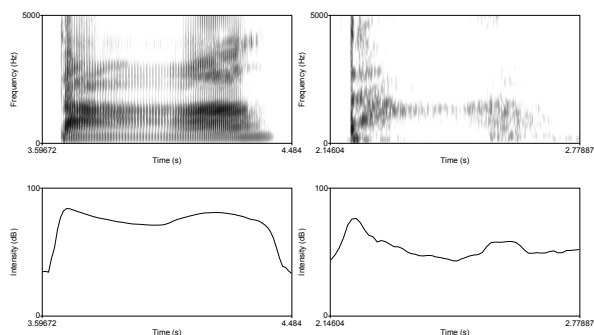 5000
Frequency (Hz)
0
3.59672
4.484
Time (s)
5000
Frequency (Hz)
0
2.14604
2.77887
Time (s)
100
Intensity (dB)
0
3.59672
4.484
Time (s)
100
Intensity (dB)
0
2.14604
2.77887
Time (s)